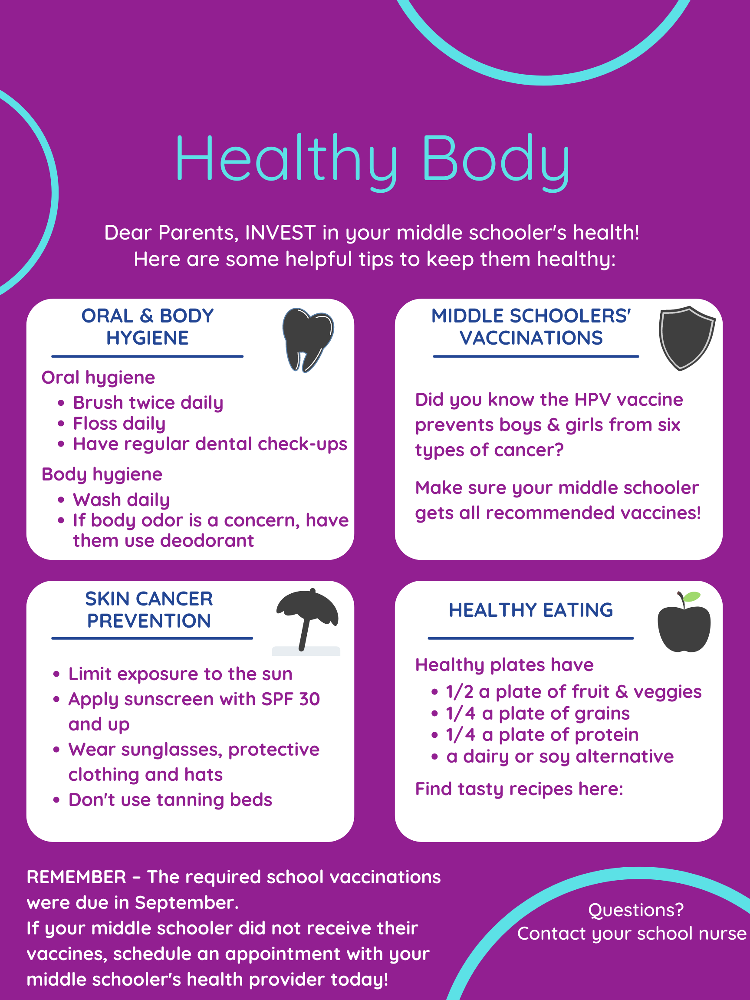 Healthy Body
Dear Parents, INVEST in your middle schooler's health!
Here are some helpful tips to keep them healthy:
ORAL & BODY
HYGIENE
Oral hygiene
• Brush twice daily
• Floss daily
• Have regular dental check-ups
Body hygiene
• Wash daily
• If body odor is a concern, have
them use deodorant
MIDDLE SCHOOLERS'
VACCINATIONS
Did you know the HPV vaccine
prevents boys & girls from six
types of cancer?
Make sure your middle schooler
gets all recommended vaccines!
SKIN CANCER
PREVENTION
• Limit exposure to the sun
• Apply sunscreen with SPF 30
and up
• Wear sunglasses, protective
clothing and hats
• Don't use tanning beds
HEALTHY EATING
Healthy plates have
• 1/2 a plate of fruit & veggies
• 1/4 a plate of grains
• 1/4 a plate of protein
• a dairy or soy alternative
Find tasty recipes here:
REMEMBER - The required school vaccinations
were due in September.
If your middle schooler did not receive their
vaccines, schedule an appointment with your
middle schooler's health provider today!
Questions?
Contact your school nurse